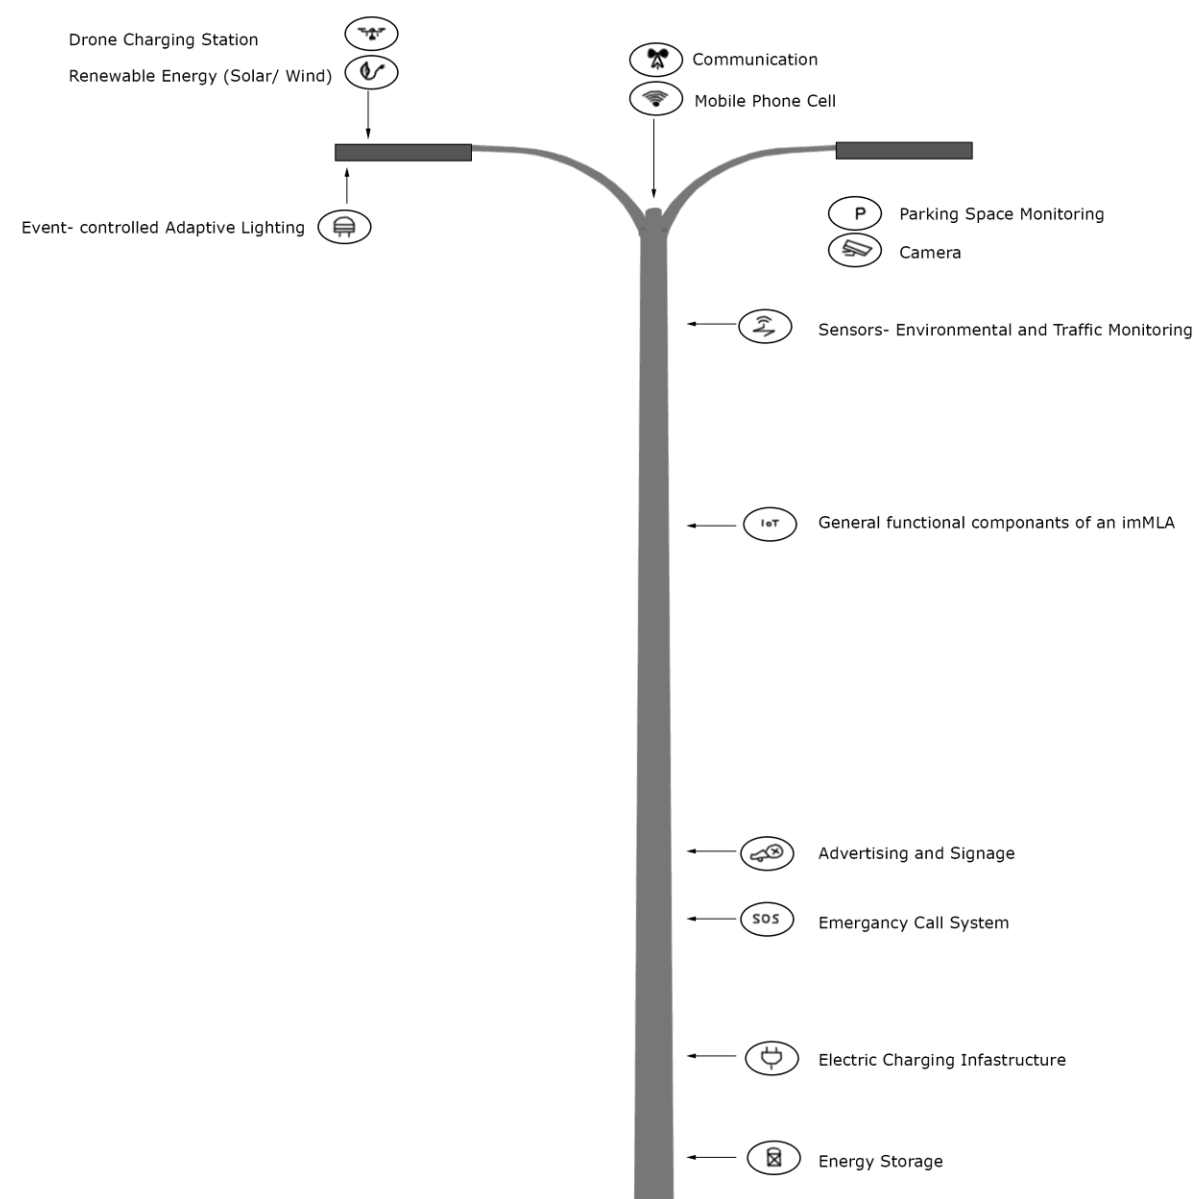 Drone Charging Station
Renewable Energy (Solar/ Wind)
Communication
Mobile Phone Cell
Event- controlled Adaptive Lighting
P Parking Space Monitoring
Camera
Sensors- Environmental and Traffic Monitoring
IoT General functional componants of an imMLA
Advertising and Signage
SOS Emergancy Call System
Electric Charging Infastructure
Energy Storage